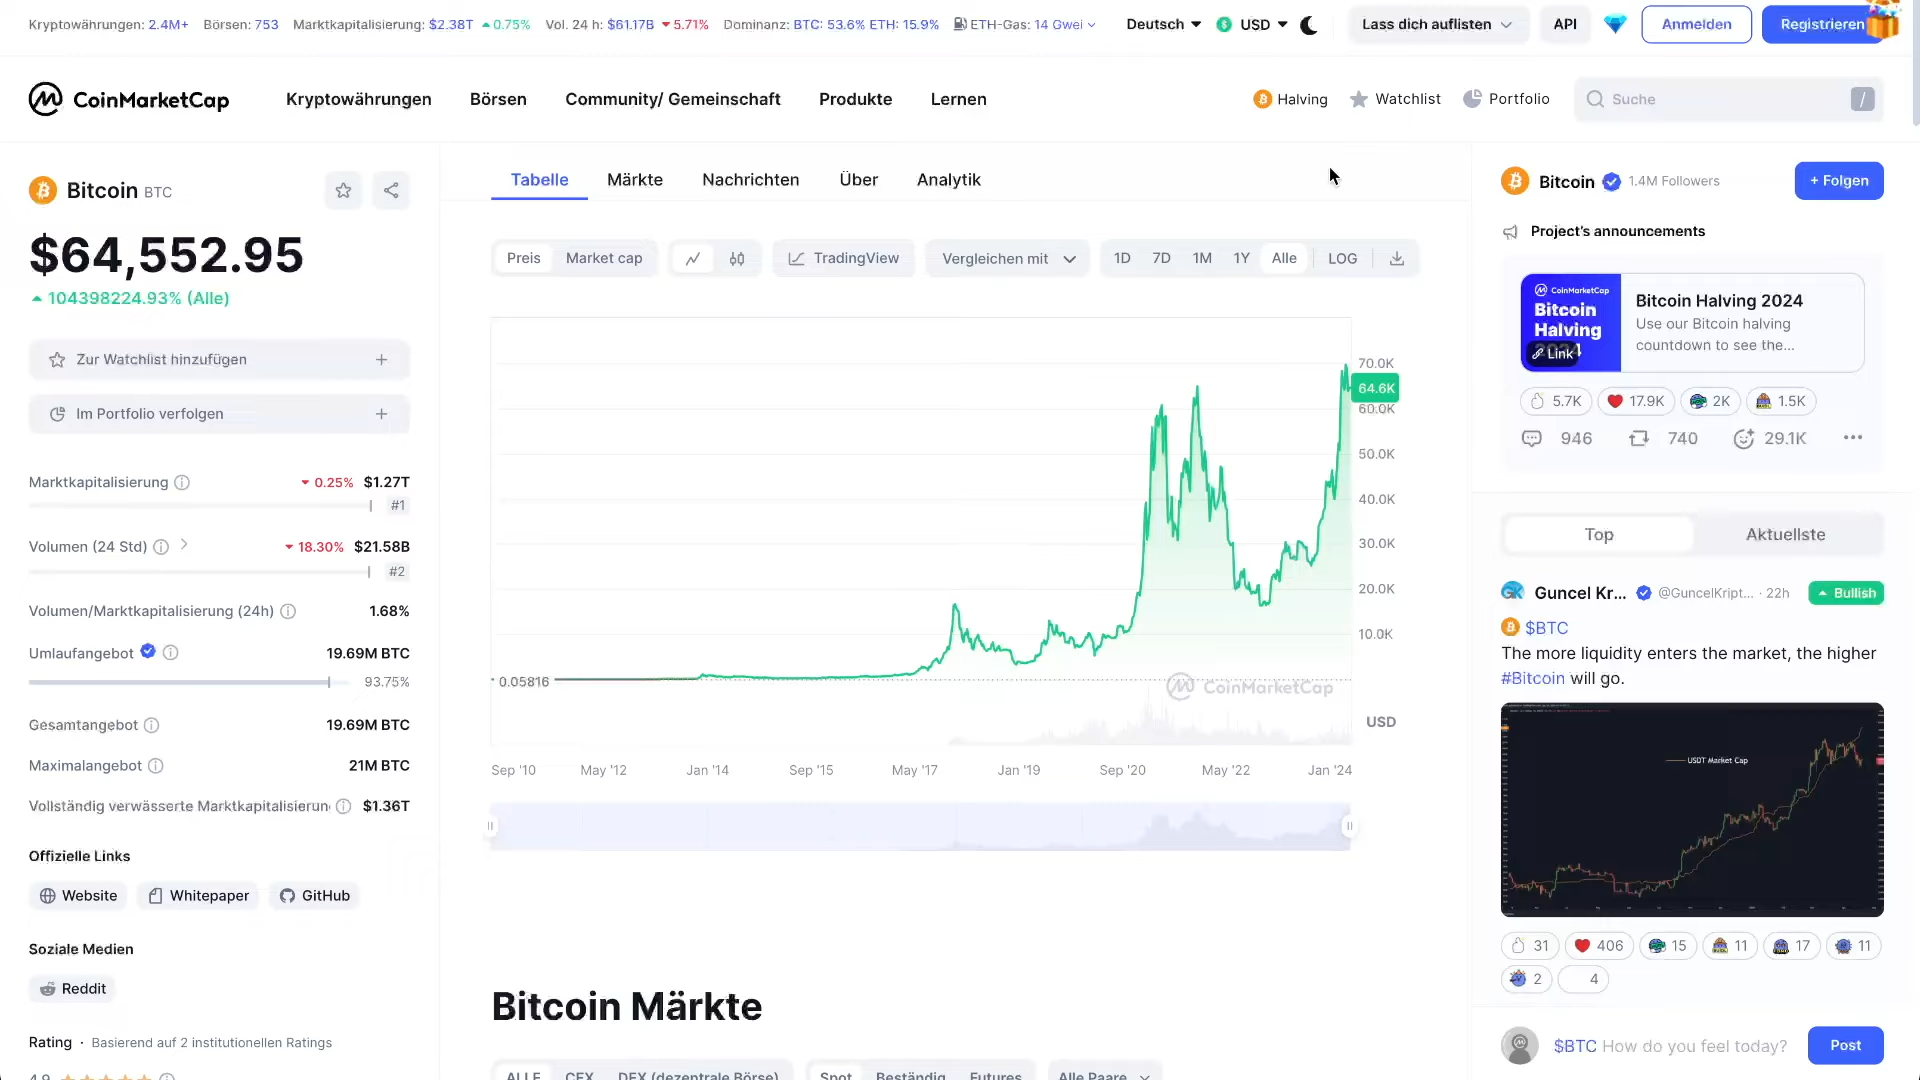 Kryptowährungen: 2.4M+ Börsen: 753 Marktkapitalisierung: $2.38T 0.75% Vol. 24 h: $61.17B 5.71% Dominanz: BTC: 53.6% ETH: 15.9% ETH-Gas: 14 Gwei Deutsch USD Lass dich auflisten API Anmelden Registrieren
CoinMarketCap Kryptowährungen Börsen Community/ Gemeinschaft Produkte Lernen Halving Watchlist Portfolio Suche /
Bitcoin BTC
$64,552.95
104398224.93% (Alle)
Zur Watchlist hinzufügen +
Im Portfolio verfolgen +
Marktkapitalisierung 0.25% $1.27T
#1
Volumen (24 Std) 18.30% $21.58B
#2
Volumen/Marktkapitalisierung (24h) 1.68%
Umlaufangebot 19.69M BTC
93.75%
Gesamtangebot 19.69M BTC
Maximalangebot 21M BTC
Vollständig verwässerte Marktkapitalisierun $1.36T
Offizielle Links
Website Whitepaper GitHub
Soziale Medien
Reddit
Rating · Basierend auf 2 institutionellen Ratings
4.9
Tabelle Märkte Nachrichten Über Analytik
Preis Market cap TradingView Vergleichen mit 1D 7D 1M 1Y Alle LOG
70.0K
64.6K
60.0K
50.0K
40.0K
30.0K
20.0K
10.0K
0.05816
CoinMarketCap
USD
Sep '10 May '12 Jan '14 Sep '15 May '17 Jan '19 Sep '20 May '22 Jan '24
Bitcoin Märkte
ALLE CEX DEX (dezentrale Börse) Spot Beständig Futures Alle Paare
Bitcoin 1.4M Followers + Folgen
Project's announcements
CoinMarketCap
Bitcoin
Halving
2024
Link
Bitcoin Halving 2024
Use our Bitcoin halving
countdown to see the...
5.7K 17.9K 2K 1.5K
946 740 29.1K
Top Aktuellste
Guncel Kr... @GuncelKript... · 22h Bullish
$BTC
The more liquidity enters the market, the higher
#Bitcoin will go.
USDT Market Cap
31 406 15 11 17 11
2 4
$BTC How do you feel today? Post